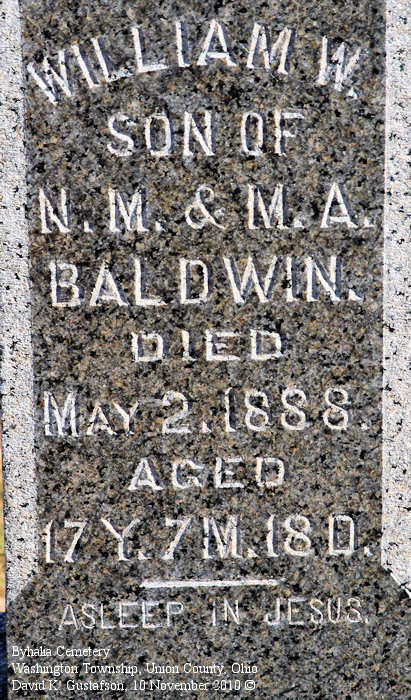 WILLIAM W.
SON OF
N. M. & M. A.
BALDWIN.
DIED
MAY 2. 1888.
AGED
17 Y. 7 M. 18 D.
ASLEEP IN JESUS.
Byhalia Cemetery
Washington Township, Union County, Ohio
David K. Gustafson, 10 November 2010 ©